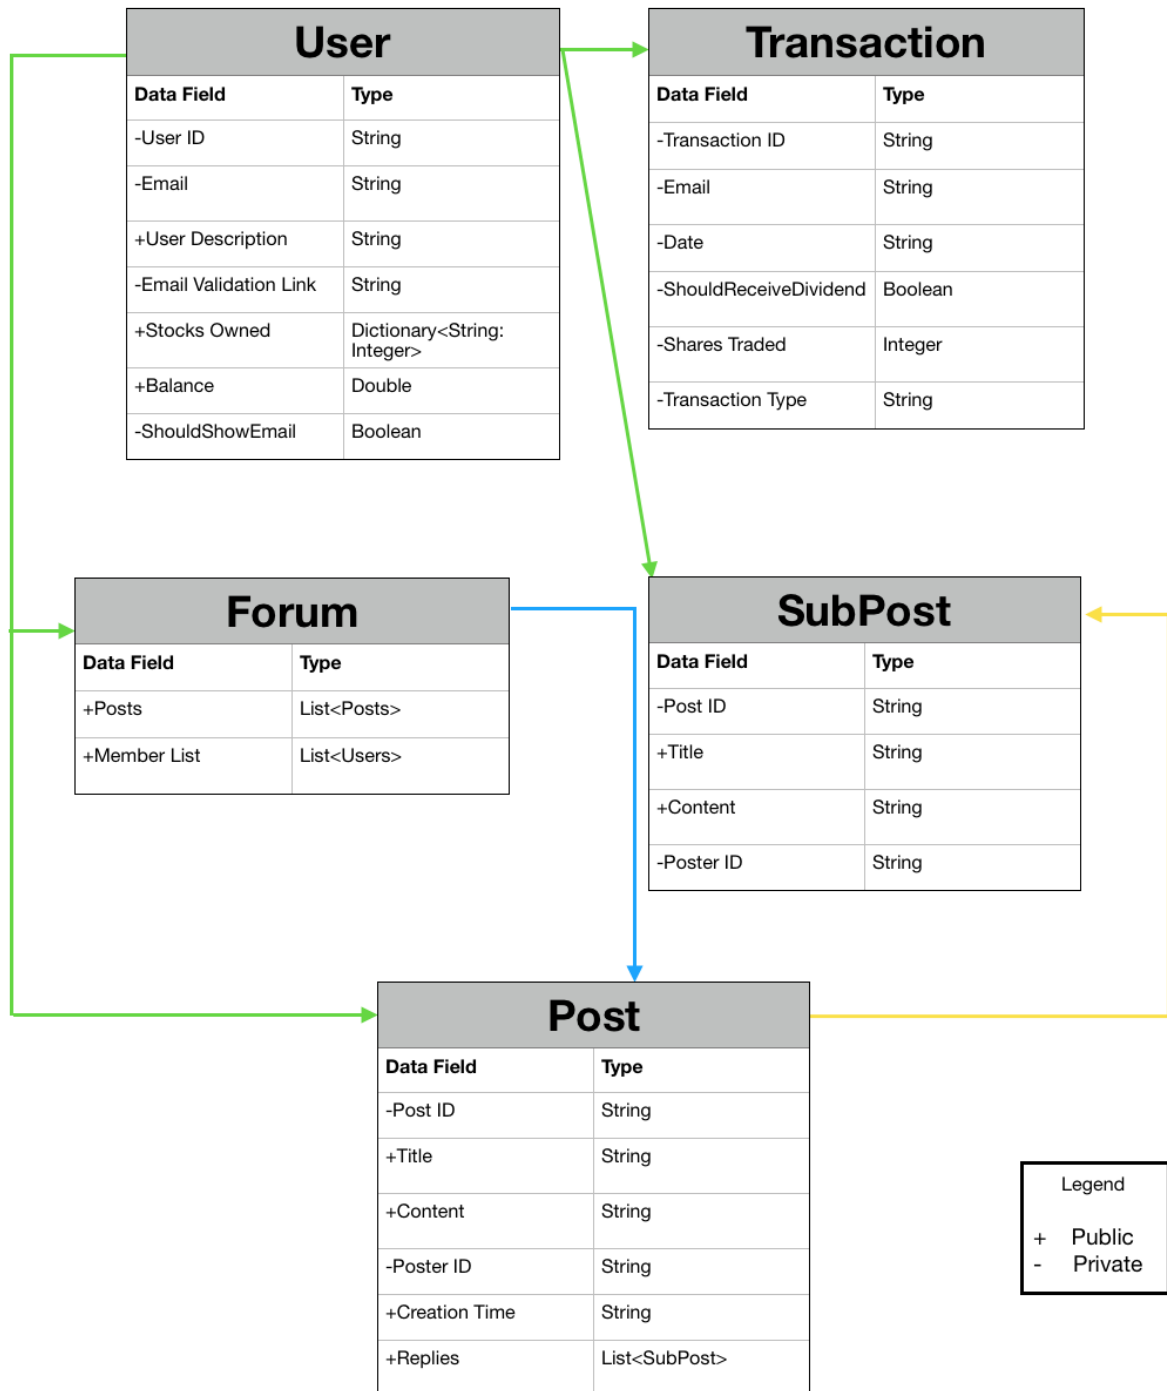 User
Data Field Type
-User ID String
-Email String
+User Description String
-Email Validation Link String
+Stocks Owned Dictionary<String:
Integer>
+Balance Double
-ShouldShowEmail Boolean
Transaction
Data Field Type
-Transaction ID String
-Email String
-Date String
-ShouldReceiveDividend Boolean
-Shares Traded Integer
-Transaction Type String
Forum
Data Field Type
+Posts List<Posts>
+Member List List<Users>
SubPost
Data Field Type
-Post ID String
+Title String
+Content String
-Poster ID String
Post
Data Field Type
-Post ID String
+Title String
+Content String
-Poster ID String
+Creation Time String
+Replies List<SubPost>
Legend
+ Public
- Private